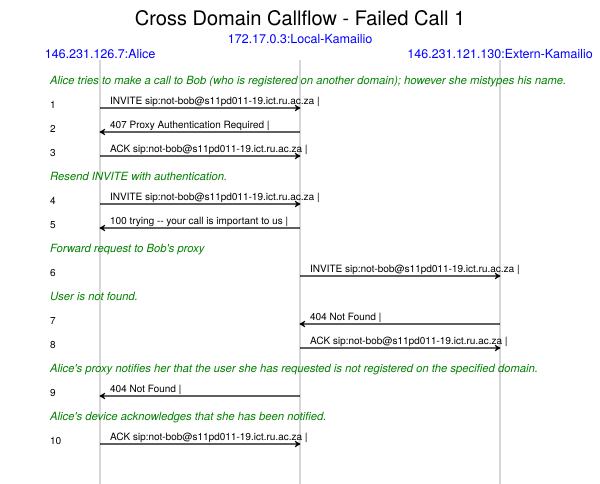 Cross Domain Callflow - Failed Call 1
172.17.0.3:Local-Kamailio
146.231.126.7:Alice 146.231.121.130:Extern-Kamailio
Alice tries to make a call to Bob (who is registered on another domain); however she mistypes his name.
1 INVITE sip:not-bob@s11pd011-19.ict.ru.ac.za |
2 407 Proxy Authentication Required |
3 ACK sip:not-bob@s11pd011-19.ict.ru.ac.za |
Resend INVITE with authentication.
4 INVITE sip:not-bob@s11pd011-19.ict.ru.ac.za |
5 100 trying -- your call is important to us |
Forward request to Bob's proxy
6 INVITE sip:not-bob@s11pd011-19.ict.ru.ac.za |
User is not found.
7 404 Not Found |
8 ACK sip:not-bob@s11pd011-19.ict.ru.ac.za |
Alice's proxy notifies her that the user she has requested is not registered on the specified domain.
9 404 Not Found |
Alice's device acknowledges that she has been notified.
10 ACK sip:not-bob@s11pd011-19.ict.ru.ac.za |